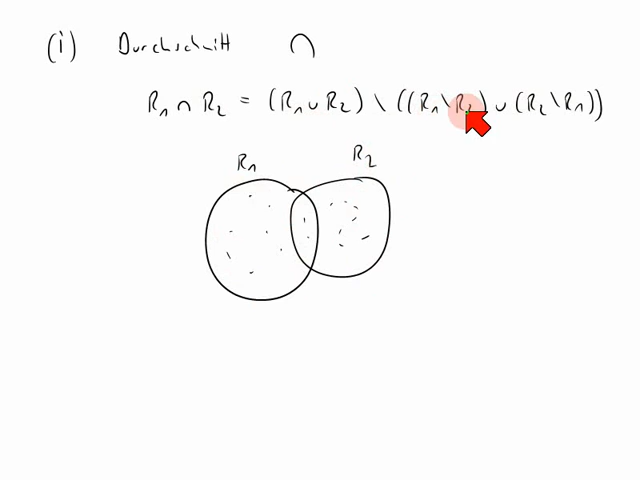 (i) Durchschnitt ∩
R₁ ∩ R₂ = (R₁ ∪ R₂) \ ((R₁\R₂) ∪ (R₂\R₁))
R₁ R₂